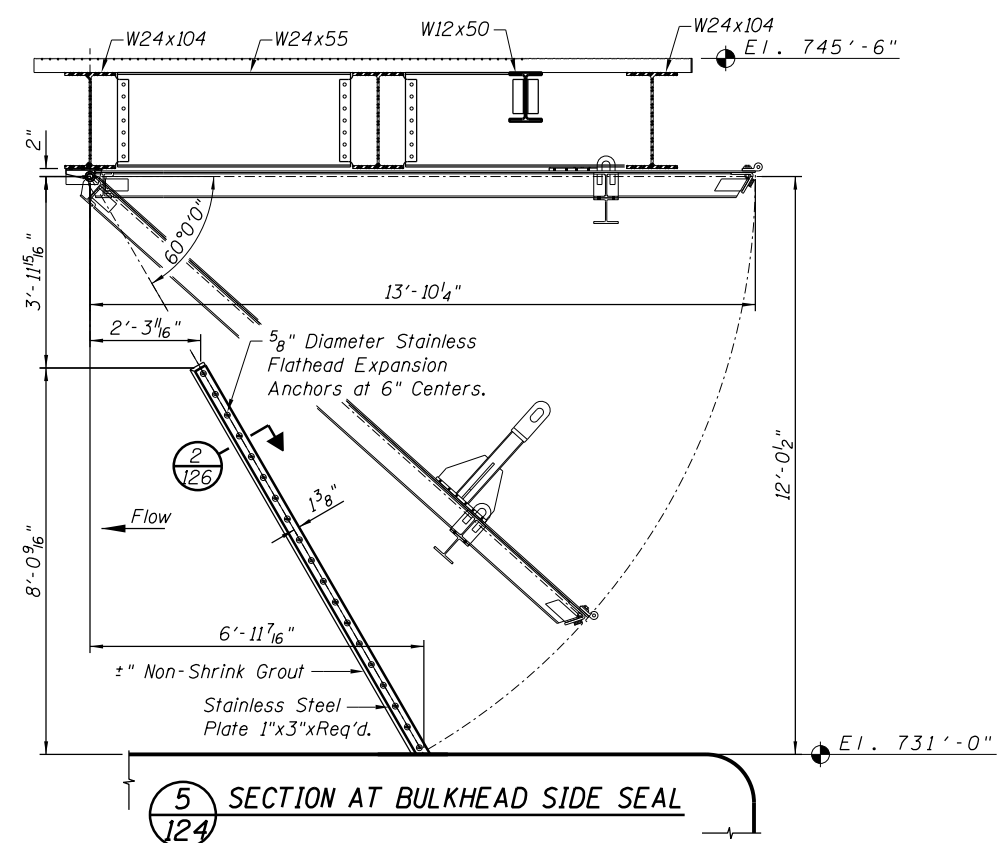 W24x104
W24x55
W12x50
W24x104
El. 745'-6"
2"
60°0'0"
3'-11 15/16"
13'-10 1/4"
2'-3 11/16"
5/8" Diameter Stainless
Flathead Expansion
Anchors at 6" Centers.
2
126
1 3/8"
12'-0 1/2"
Flow
8'-0 9/16"
6'-11 7/16"
±" Non-Shrink Grout
Stainless Steel
Plate 1"x3"xReq'd.
El. 731'-0"
5
124
SECTION AT BULKHEAD SIDE SEAL